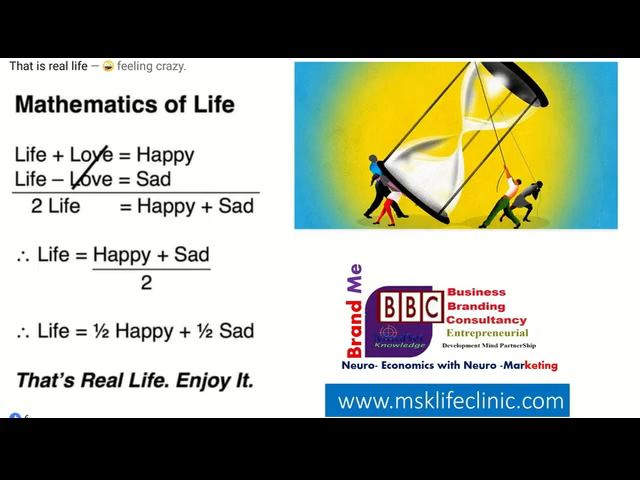 That is real life — 😜 feeling crazy.
Mathematics of Life
Life + Love = Happy
Life – Love = Sad
2 Life = Happy + Sad
∴ Life = Happy + Sad
2
∴ Life = ½ Happy + ½ Sad
That's Real Life. Enjoy It.
Brand Me
BBC
Knowledge
Business
Branding
Consultancy
Entrepreneurial
Development Mind PartnerShip
Neuro- Economics with Neuro -Marketing
www.msklifeclinic.com